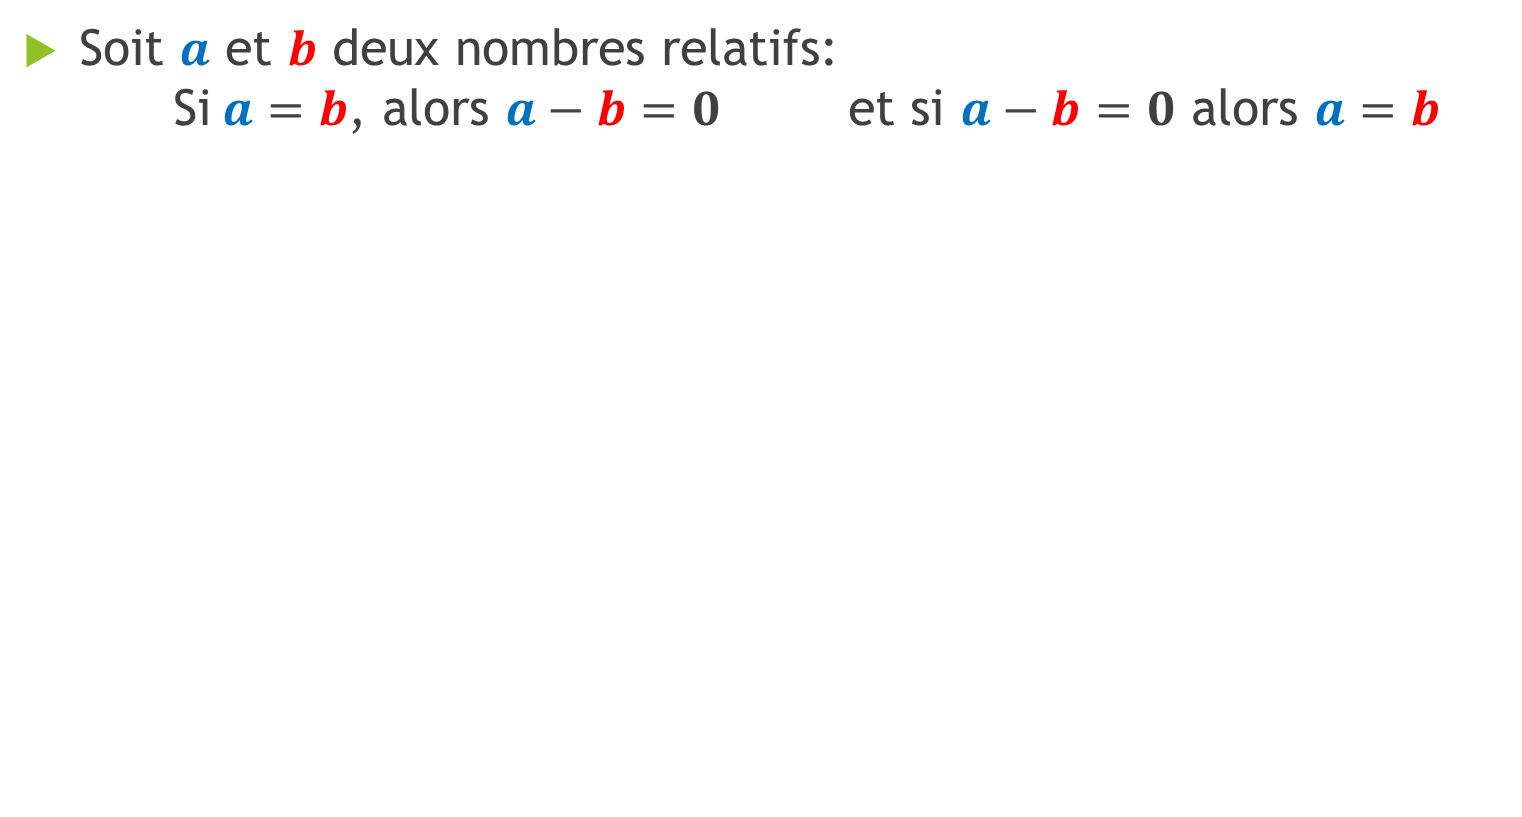 Soit a et b deux nombres relatifs:
Si a = b, alors a − b = 0 et si a − b = 0 alors a = b